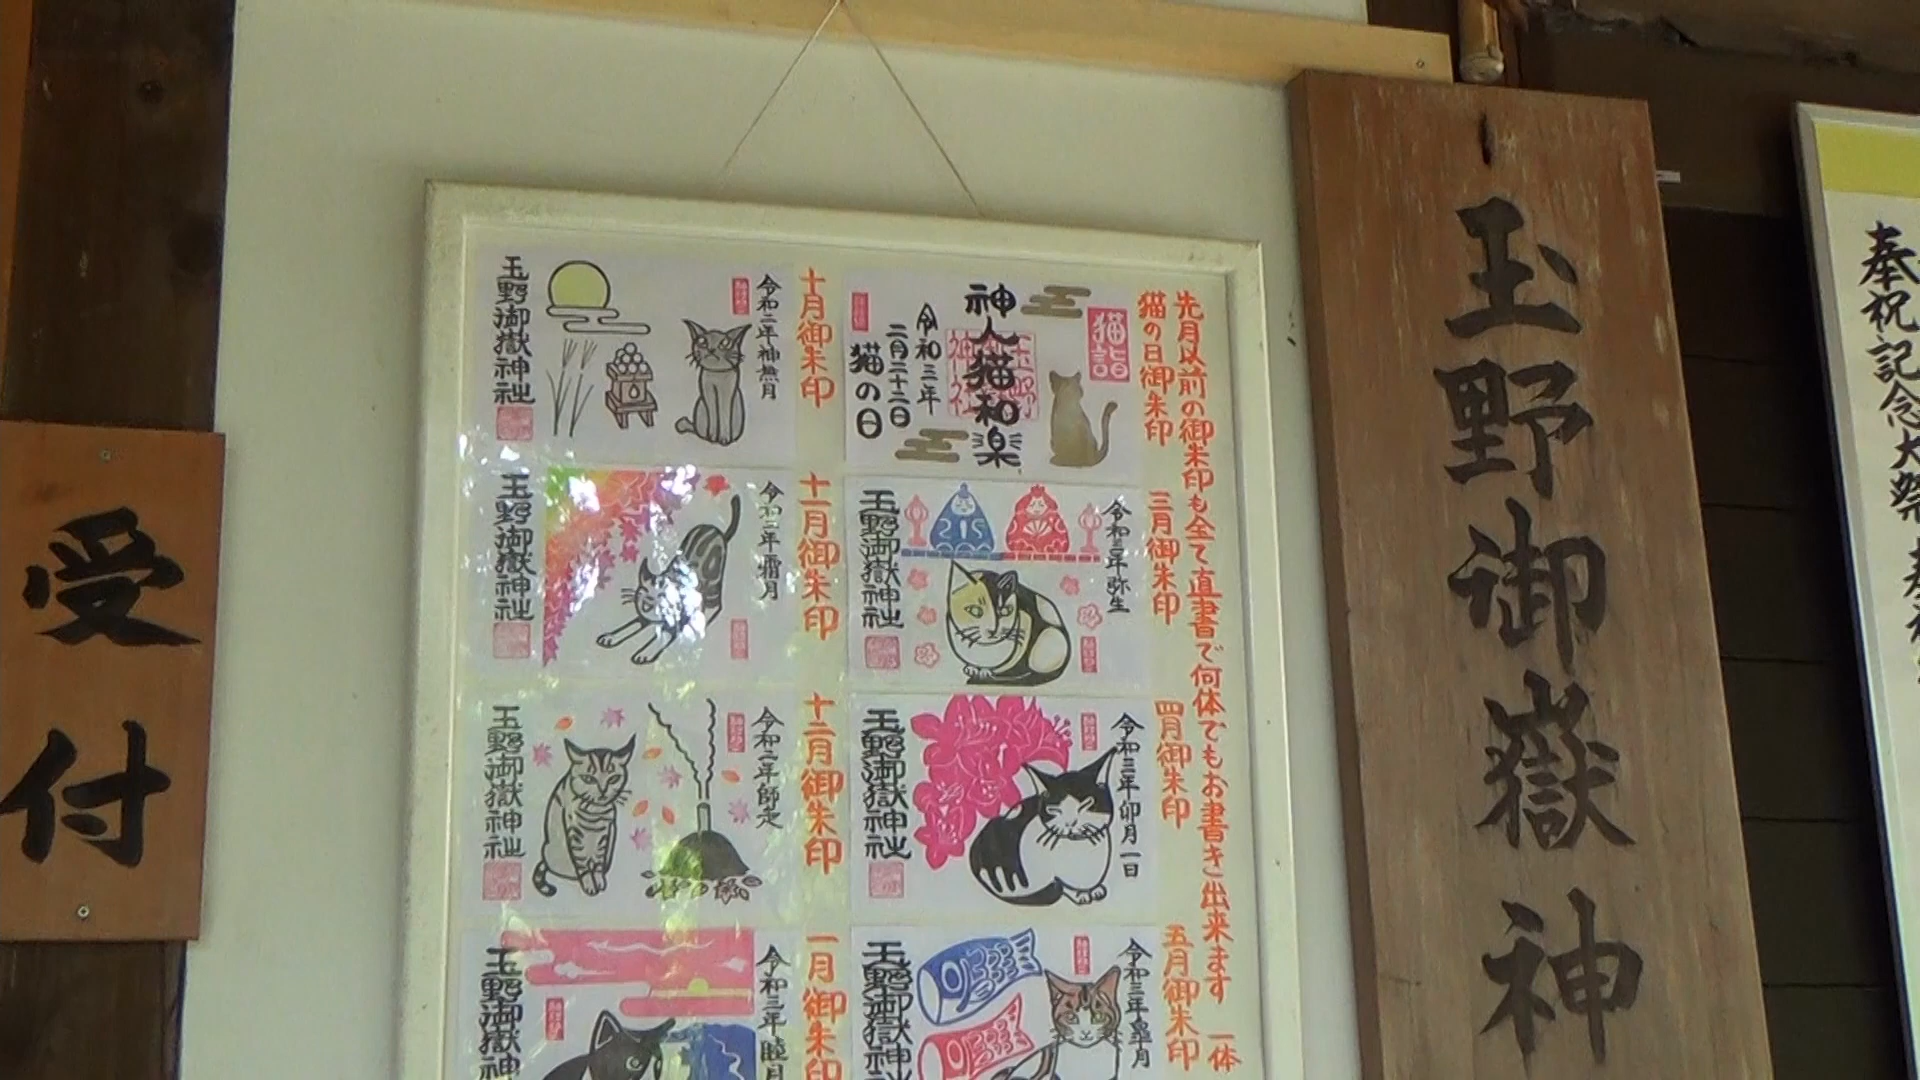 奉祝記念大祭
玉野御嶽神
先月以前の御朱印も全て直書で何体でもお書き出来ます 一体
猫の日御朱印
猫詣
神人猫和楽
玉野
令和三年
二月二十二日
猫の日
三月御朱印
令和三年弥生
玉野御嶽神社
四月御朱印
令和三年卯月一日
玉野御嶽神社
五月御朱印
令和三年皐月
玉野御嶽神
十月御朱印
令和二年神無月
玉野御嶽神社
十一月御朱印
令和二年霜月
玉野御嶽神社
十二月御朱印
令和二年師走
玉野御嶽神社
一月御朱印
令和三年睦月
玉野御嶽神
受付